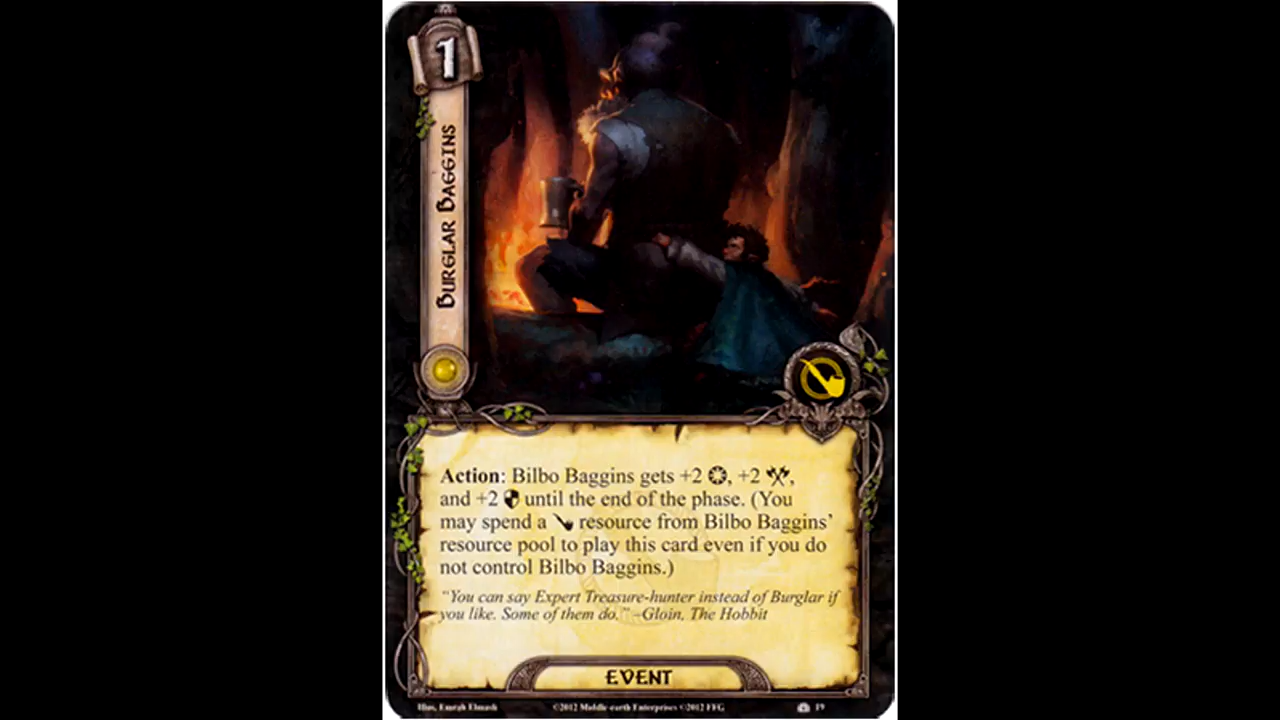 1
BURGLAR BAGGINS
Action: Bilbo Baggins gets +2 , +2 ,
and +2 until the end of the phase. (You
may spend a resource from Bilbo Baggins’
resource pool to play this card even if you do
not control Bilbo Baggins.)
“You can say Expert Treasure-hunter instead of Burglar if
you like. Some of them do.” –Gloin, The Hobbit
EVENT
Illus. Emrah Elmasli
©2012 Middle-earth Enterprises ©2012 FFG
19